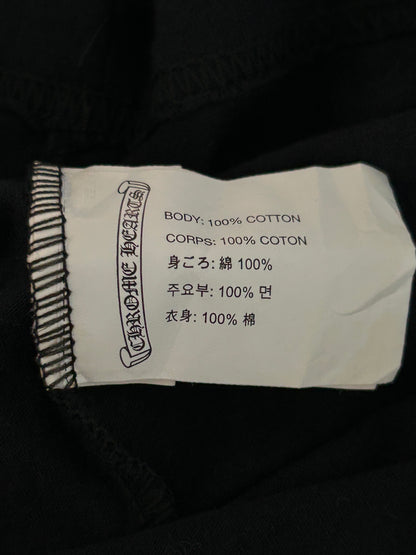 CHROME HEARTS
BODY: 100% COTTON
CORPS: 100% COTON
身ごろ: 綿 100%
주요부: 100% 면
衣身: 100% 棉